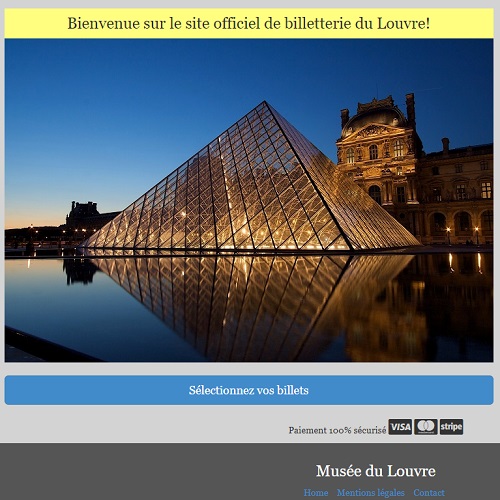 Bienvenue sur le site officiel de billetterie du Louvre!
Sélectionnez vos billets
Paiement 100% sécurisé VISA MasterCard stripe
Musée du Louvre
Home Mentions légales Contact